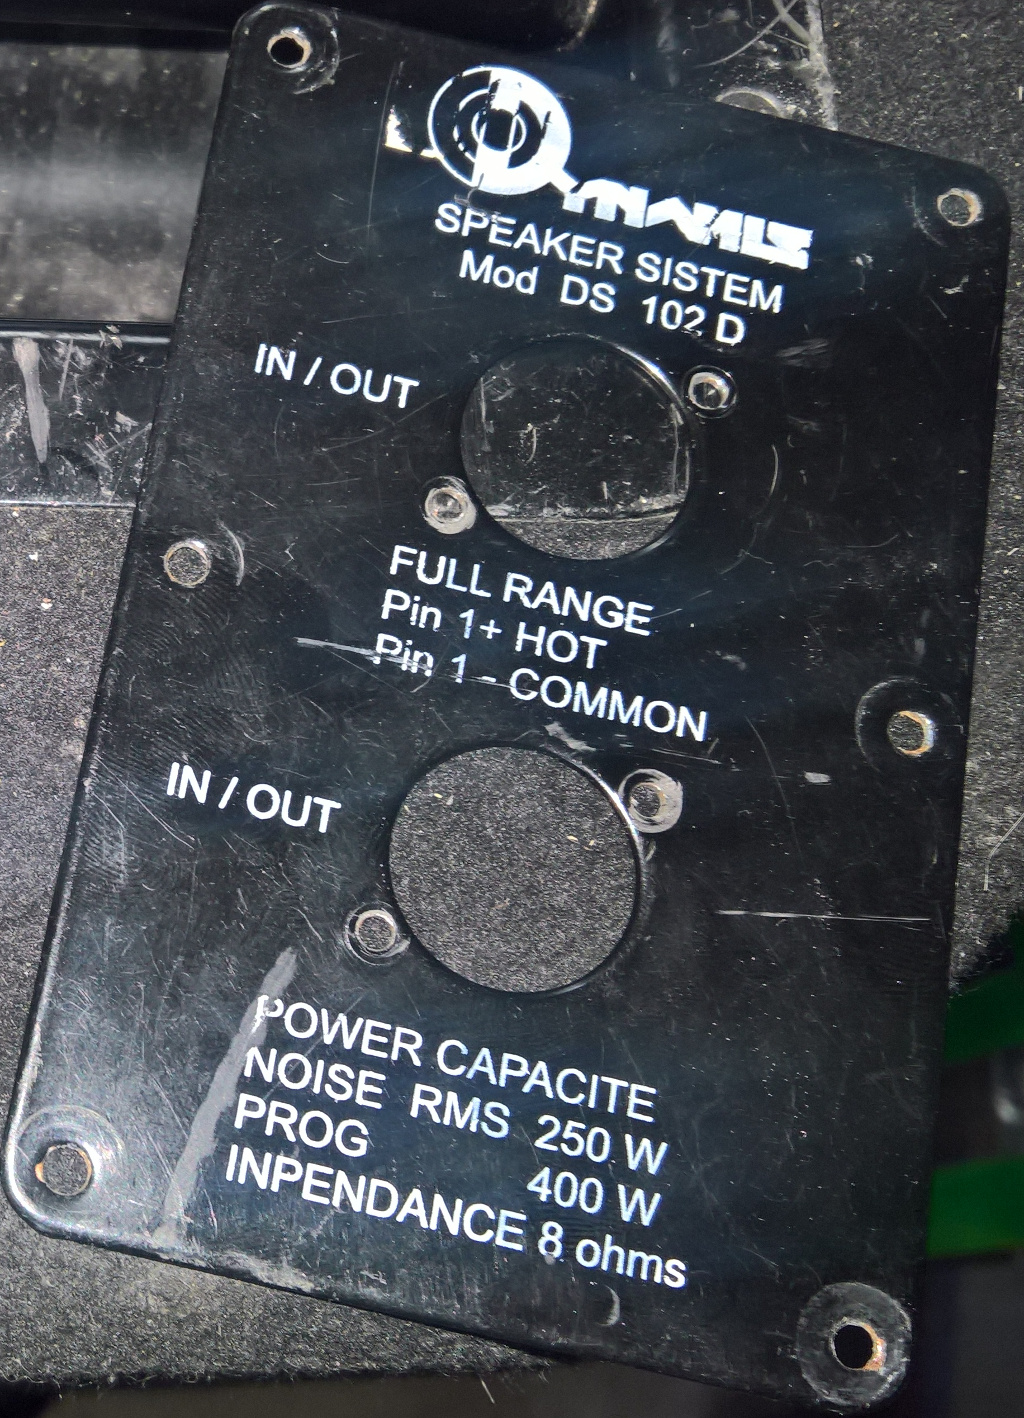 SPEAKER SISTEM
Mod DS 102 D
IN / OUT
FULL RANGE
Pin 1+ HOT
Pin 1 - COMMON
IN / OUT
POWER CAPACITE
NOISE RMS 250 W
PROG 400 W
INPENDANCE 8 ohms